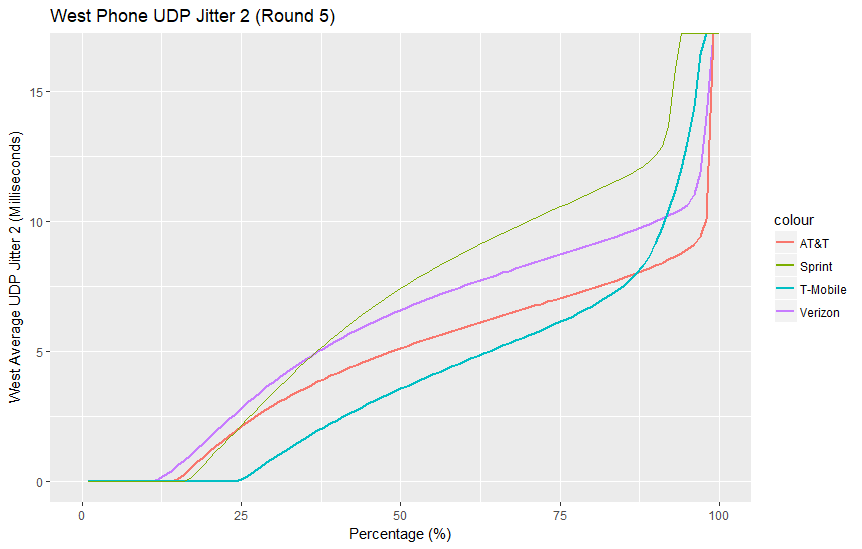 West Phone UDP Jitter 2 (Round 5)
West Average UDP Jitter 2 (Milliseconds)
15
10
5
0
0 25 50 75 100
Percentage (%)
colour
AT&T
Sprint
T-Mobile
Verizon